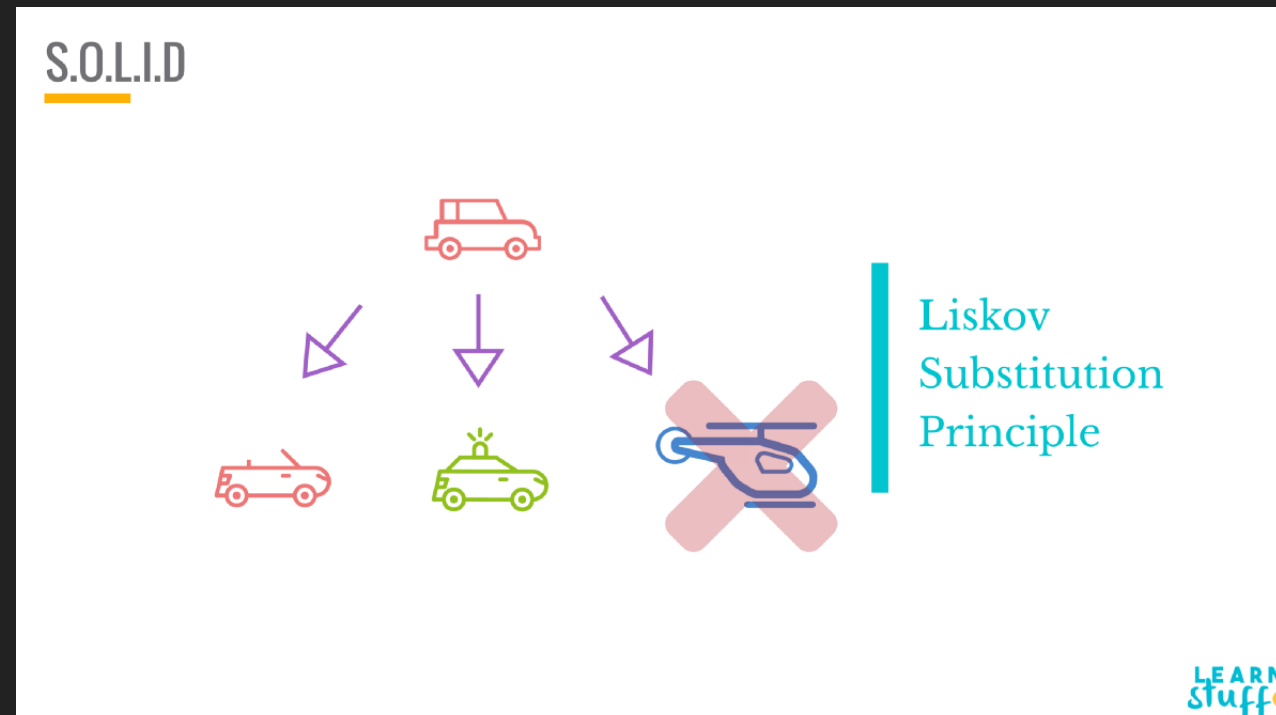 S.O.L.I.D
Liskov
Substitution
Principle
LEARN
stuff